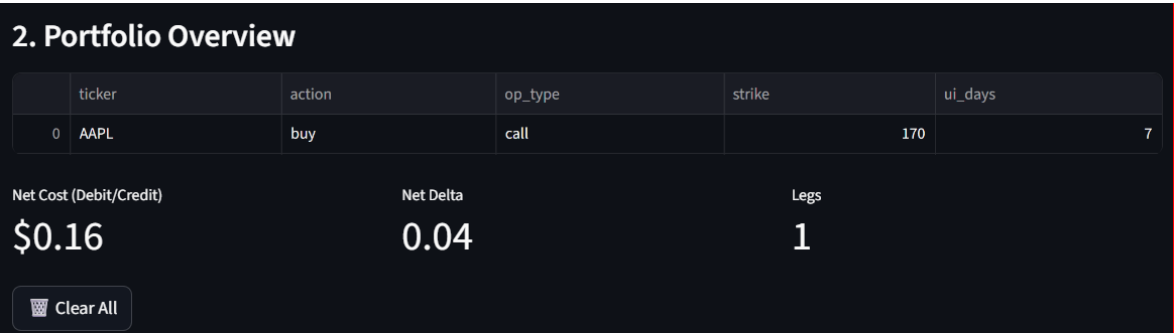 2. Portfolio Overview
ticker action op_type strike ui_days
0 AAPL buy call 170 7
Net Cost (Debit/Credit) Net Delta Legs
$0.16 0.04 1
🗑️ Clear All